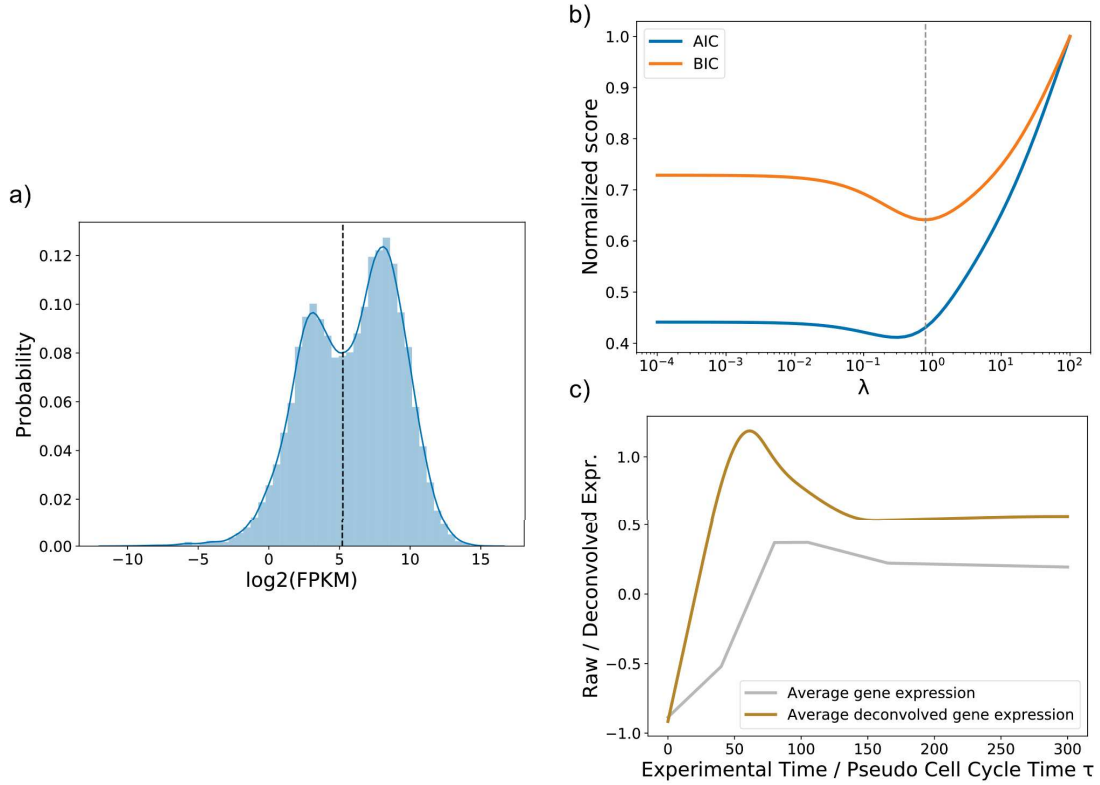 a)
Probability
0.12
0.10
0.08
0.06
0.04
0.02
0.00
−10 −5 0 5 10 15
log2(FPKM)
b)
AIC
BIC
Normalized score
1.0
0.9
0.8
0.7
0.6
0.5
0.4
10⁻⁴ 10⁻³ 10⁻² 10⁻¹ 10⁰ 10¹ 10²
λ
c)
Raw / Deconvolved Expr.
1.0
0.5
0.0
−0.5
−1.0
Average gene expression
Average deconvolved gene expression
0 50 100 150 200 250 300
Experimental Time / Pseudo Cell Cycle Time τ